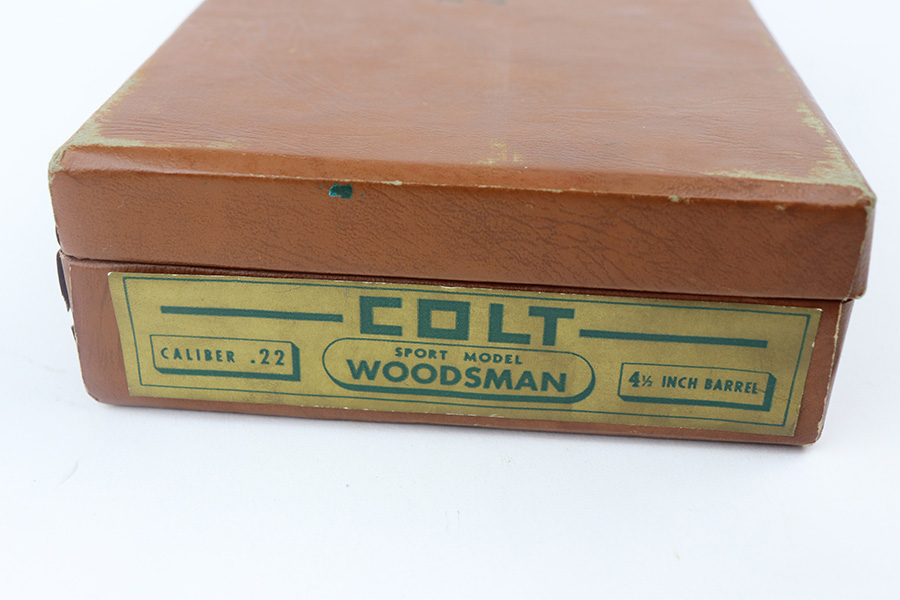 COLT
CALIBER .22
SPORT MODEL
WOODSMAN
4½ INCH BARREL